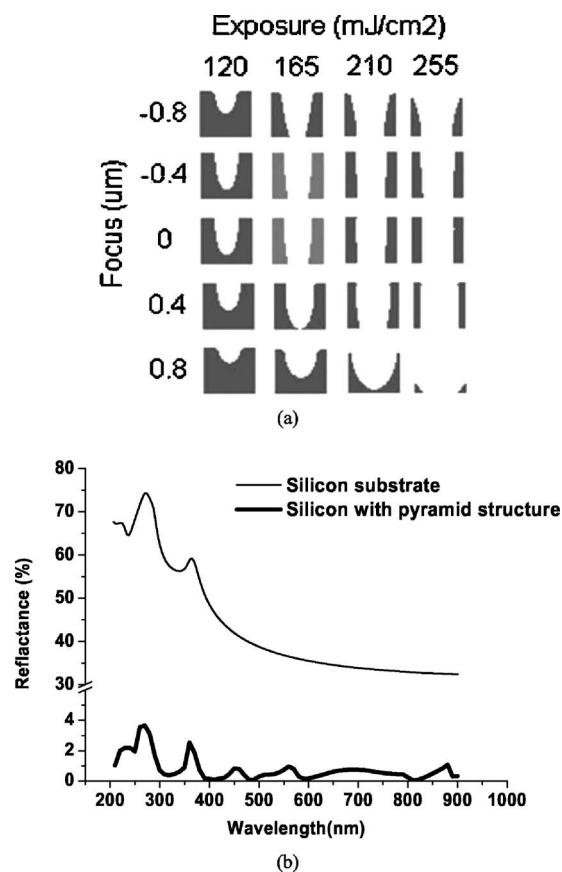 Exposure (mJ/cm2)
120 165 210 255
Focus (um)
-0.8
-0.4
0
0.4
0.8
(a)
Reflactance (%)
80
70
60
50
40
30
4
2
0
Silicon substrate
Silicon with pyramid structure
200 300 400 500 600 700 800 900 1000
Wavelength(nm)
(b)